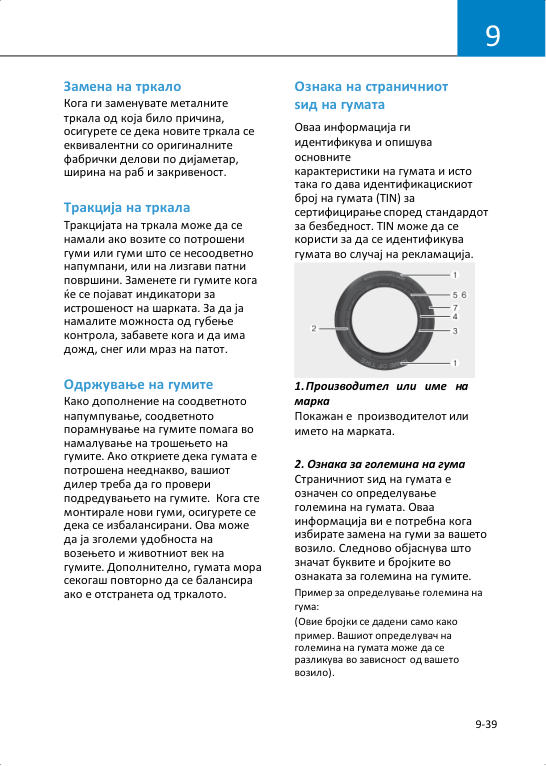 9
Замена на тркало
Кога ги заменувате металните
тркала од која било причина,
осигурете се дека новите тркала се
еквивалентни со оригиналните
фабрички делови по дијаметар,
ширина на раб и закривеност.
Тракција на тркала
Тракцијата на тркала може да се
намали ако возите со потрошени
гуми или гуми што се несоодветно
напумпани, или на лизгави патни
површини. Заменете ги гумите кога
ќе се појават индикатори за
истрошеност на шарката. За да ја
намалите можноста од губење
контрола, забавете кога и да има
дожд, снег или мраз на патот.
Одржување на гумите
Како дополнение на соодветното
напумпување, соодветното
порамнување на гумите помага во
намалување на трошењето на
гумите. Ако откриете дека гумата е
потрошена нееднакво, вашиот
дилер треба да го провери
подредувањето на гумите. Кога сте
монтирале нови гуми, осигурете се
дека се избалансирани. Ова може
да ја зголеми удобноста на
возењето и животниот век на
гумите. Дополнително, гумата мора
секогаш повторно да се балансира
ако е отстранета од тркалото.
Ознака на страничниот
ѕид на гумата
Оваа информација ги
идентификува и опишува
основните
карактеристики на гумата и исто
така го дава идентификацискиот
број на гумата (TIN) за
сертифицирање според стандардот
за безбедност. TIN може да се
користи за да се идентификува
гумата во случај на рекламација.
1
5 6
7
4
2
3
1
1. Производител или име на
марка
Покажан е производителот или
името на марката.
2. Ознака за големина на гума
Страничниот ѕид на гумата е
означен со определување
големина на гумата. Оваа
информација ви е потребна кога
избирате замена на гуми за вашето
возило. Следново објаснува што
значат буквите и бројките во
ознаката за големина на гумите.
Пример за определување големина на
гума:
(Овие бројки се дадени само како
пример. Вашиот определувач на
големина на гумата може да се
разликува во зависност од вашето
возило).
9-39